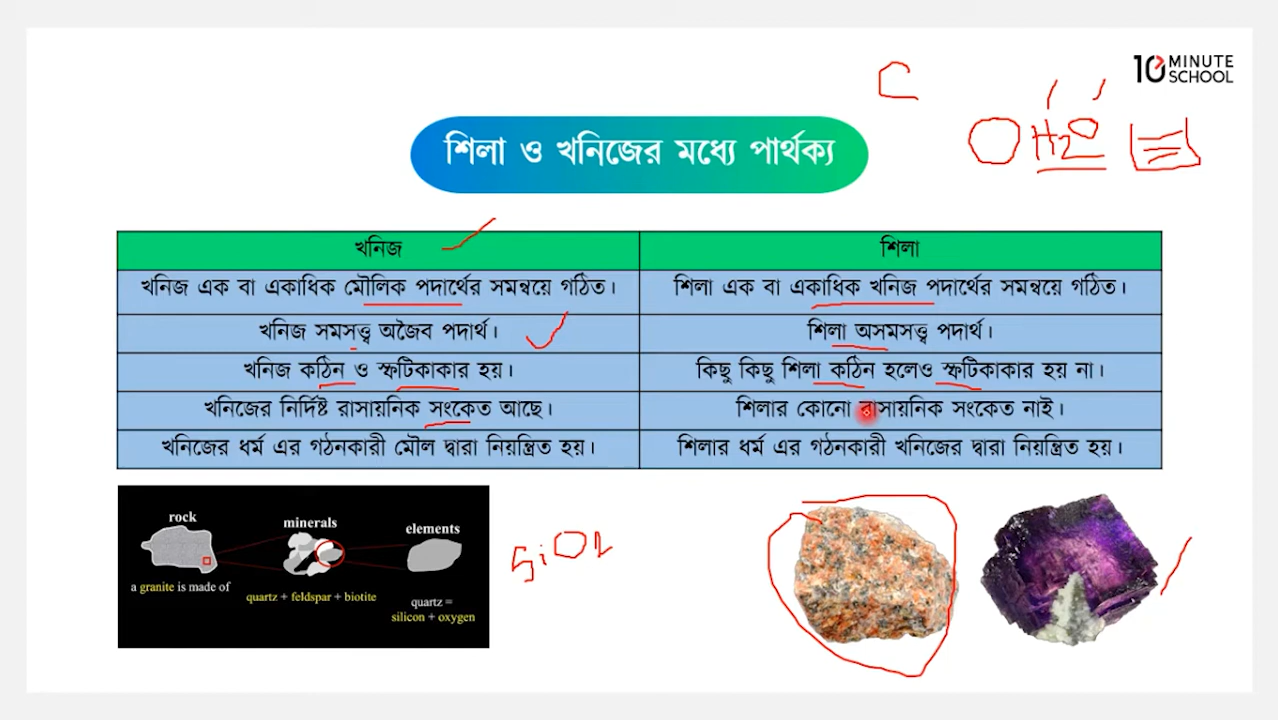 10 MINUTE SCHOOL
C
H2O
শিলা ও খনিজের মধ্যে পার্থক্য
খনিজ
শিলা
খনিজ এক বা একাধিক মৌলিক পদার্থের সমন্বয়ে গঠিত।
শিলা এক বা একাধিক খনিজ পদার্থের সমন্বয়ে গঠিত।
খনিজ সমসত্ত্ব অজৈব পদার্থ।
শিলা অসমসত্ত্ব পদার্থ।
খনিজ কঠিন ও স্ফটিকাকার হয়।
কিছু কিছু শিলা কঠিন হলেও স্ফটিকাকার হয় না।
খনিজের নির্দিষ্ট রাসায়নিক সংকেত আছে।
শিলার কোনো রাসায়নিক সংকেত নাই।
খনিজের ধর্ম এর গঠনকারী মৌল দ্বারা নিয়ন্ত্রিত হয়।
শিলার ধর্ম এর গঠনকারী খনিজের দ্বারা নিয়ন্ত্রিত হয়।
rock
minerals
elements
a granite is made of
quartz + feldspar + biotite
quartz =
silicon + oxygen
SiO2